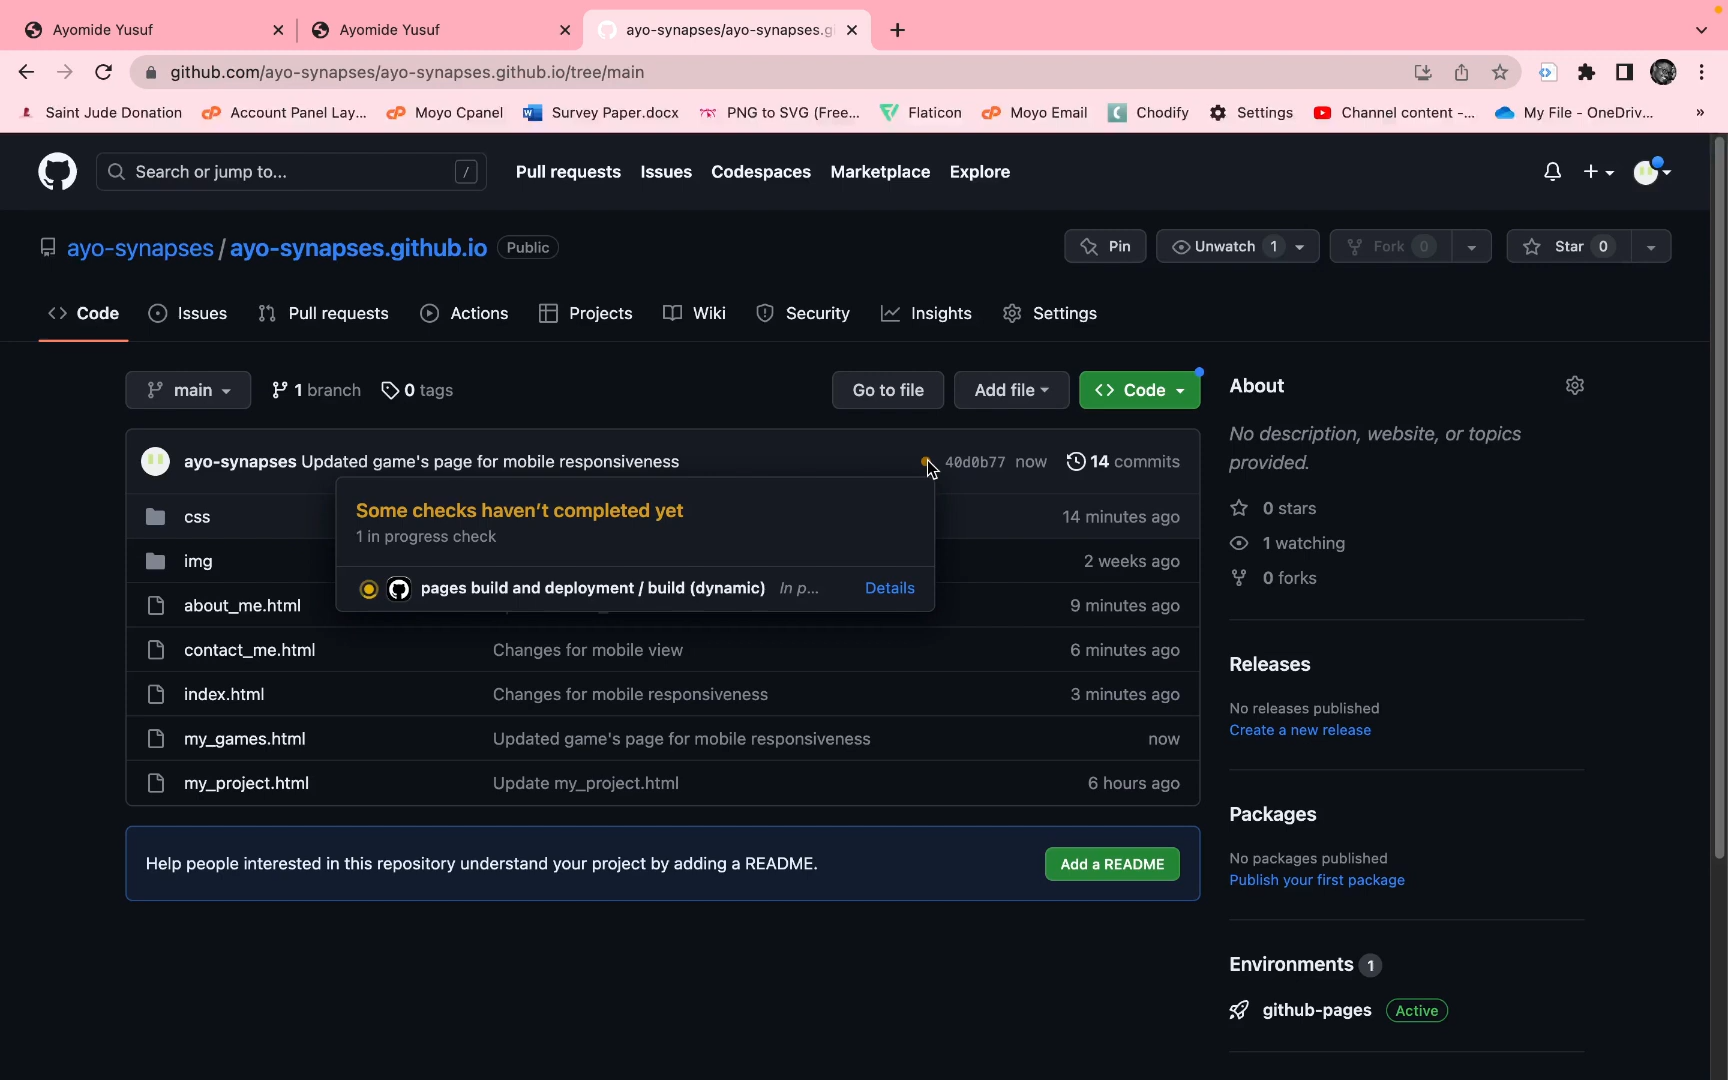 Ayomide Yusuf
Ayomide Yusuf
ayo-synapses/ayo-synapses.gi
github.com/ayo-synapses/ayo-synapses.github.io/tree/main
Saint Jude Donation
Account Panel Lay...
Moyo Cpanel
Survey Paper.docx
PNG to SVG (Free...
Flaticon
Moyo Email
Chodify
Settings
Channel content -...
My File - OneDriv...
»
Search or jump to...
/
Pull requests
Issues
Codespaces
Marketplace
Explore
ayo-synapses / ayo-synapses.github.io
Public
Pin
Unwatch 1
Fork 0
Star 0
Code
Issues
Pull requests
Actions
Projects
Wiki
Security
Insights
Settings
main
1 branch
0 tags
Go to file
Add file
Code
ayo-synapses Updated game's page for mobile responsiveness
40d0b77 now
14 commits
Some checks haven't completed yet
1 in progress check
pages build and deployment / build (dynamic) In p... Details
css
14 minutes ago
img
2 weeks ago
about_me.html
9 minutes ago
contact_me.html Changes for mobile view 6 minutes ago
index.html Changes for mobile responsiveness 3 minutes ago
my_games.html Updated game's page for mobile responsiveness now
my_project.html Update my_project.html 6 hours ago
Help people interested in this repository understand your project by adding a README.
Add a README
About
No description, website, or topics
provided.
0 stars
1 watching
0 forks
Releases
No releases published
Create a new release
Packages
No packages published
Publish your first package
Environments 1
github-pages Active